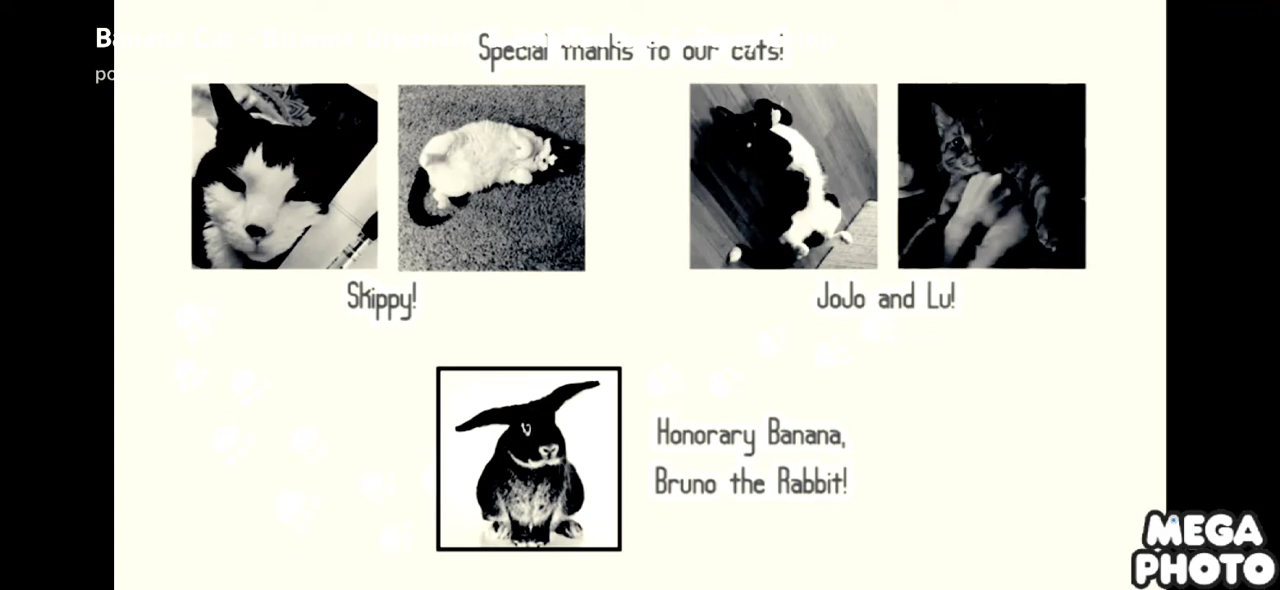 Special Thanks to our cats!
Skippy!
JoJo and Lu!
Honorary Banana,
Bruno the Rabbit!
MEGA
PHOTO